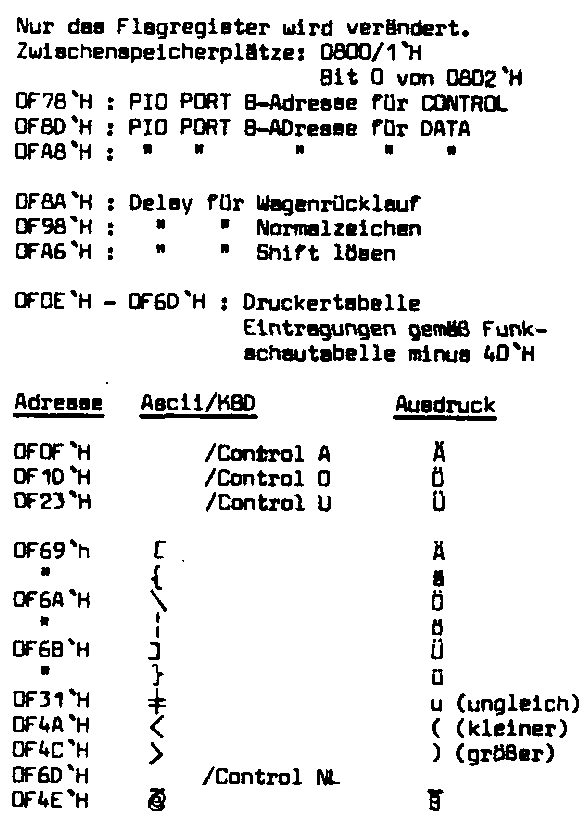 Nur das Flagregister wird verändert.
Zwischenspeicherplätze: 0800/1`H
Bit 0 von 0802`H
0F78`H : PIO PORT B-Adresse für CONTROL
0F8D`H : PIO PORT B-ADresse für DATA
0FA8`H : " " " " "
0F8A`H : Delay für Wagenrücklauf
0F98`H : " " Normalzeichen
0FA6`H : " " Shift lösen
0F0E`H - 0F6D`H : Druckertabelle
Eintragungen gemäß Funk-
schautabelle minus 40`H
Adresse Ascii/KBD Ausdruck
0F0F`H /Control A Ä
0F10`H /Control O Ö
0F23`H /Control U Ü
0F69`h [ Ä
" { ä
0F6A`H \ Ö
" ¦ ö
0F6B`H ] Ü
" } ü
0F31`H ‡ u (ungleich)
0F4A`H < ( (kleiner)
0F4C`H > ) (größer)
0F6D`H /Control NL
0F4E`H @ §